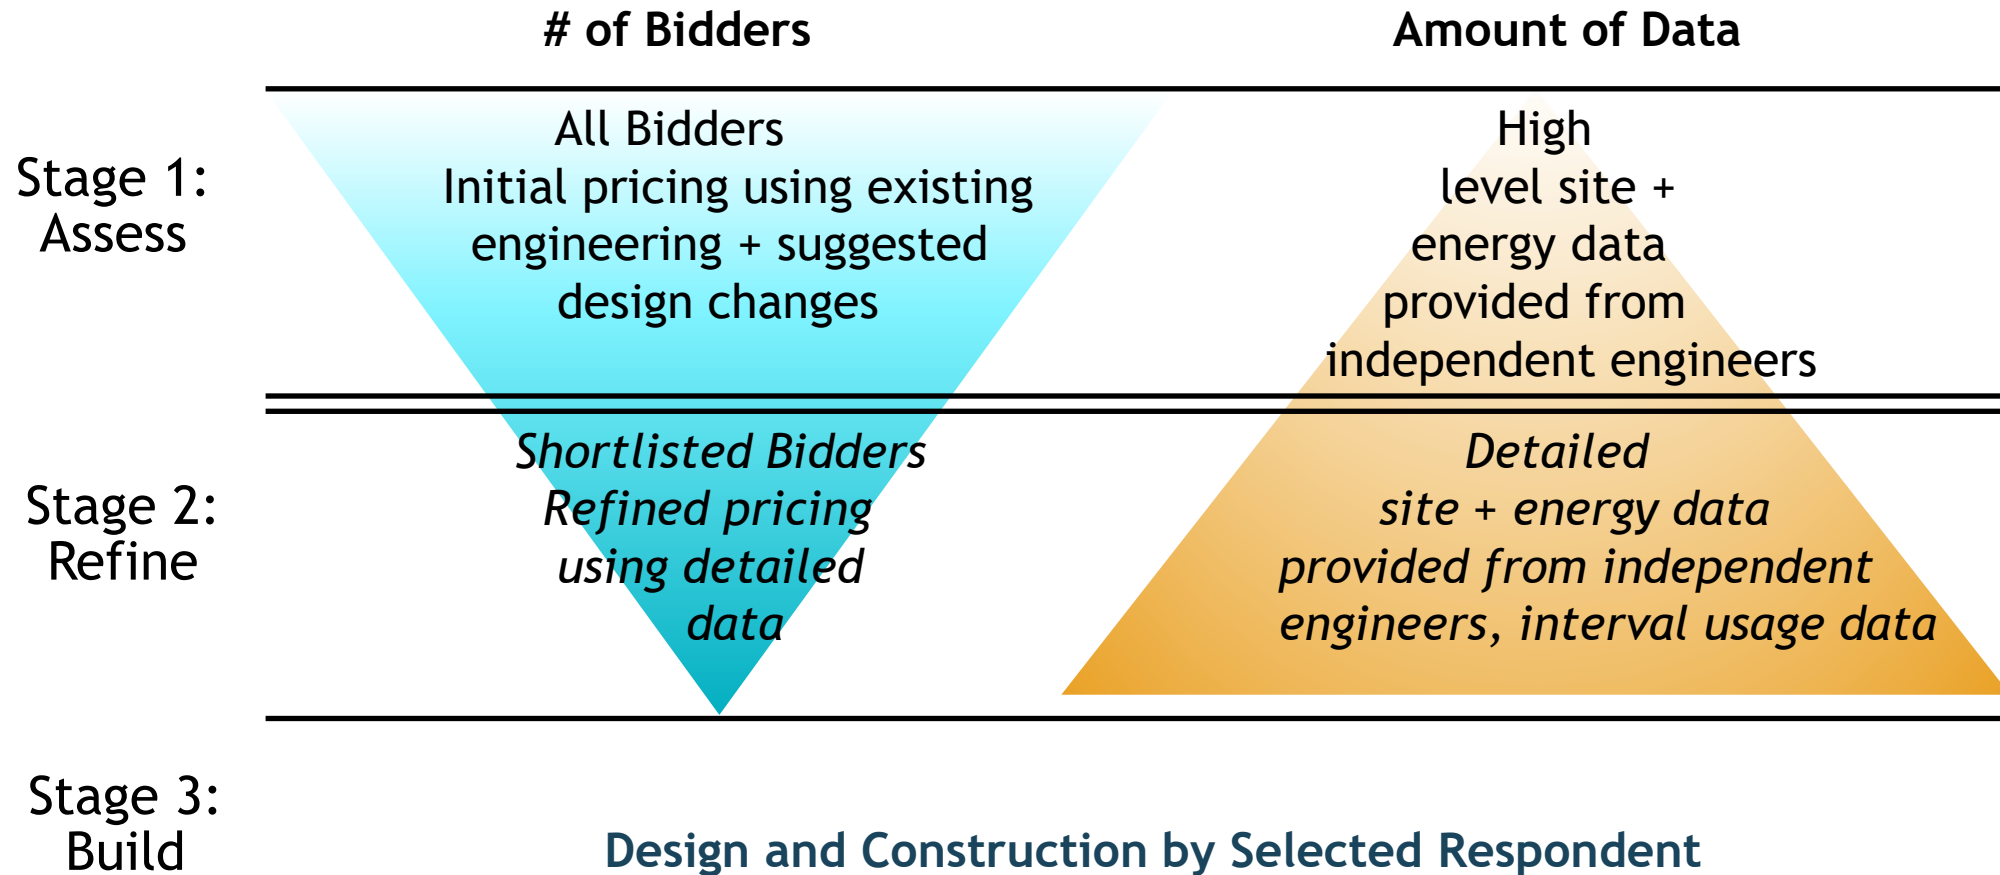 # of Bidders
Amount of Data
Stage 1:
Assess
All Bidders
Initial pricing using existing
engineering + suggested
design changes
High
level site +
energy data
provided from
independent engineers
Stage 2:
Refine
Shortlisted Bidders
Refined pricing
using detailed
data
Detailed
site + energy data
provided from independent
engineers, interval usage data
Stage 3:
Build
Design and Construction by Selected Respondent